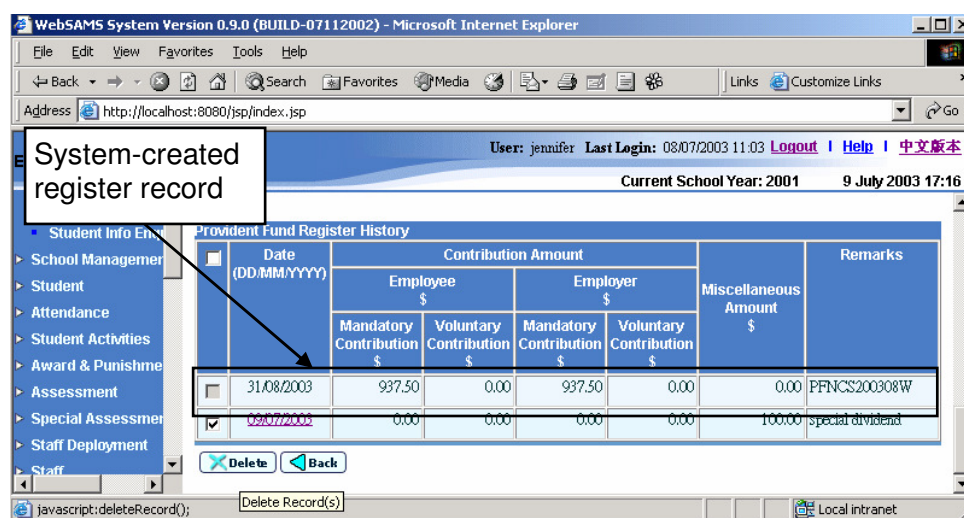 WebSAMS System Version 0.9.0 (BUILD-07112002) - Microsoft Internet Explorer
File Edit View Favorites Tools Help
Back Search Favorites Media Links Customize Links
Address http://localhost:8080/jsp/index.jsp Go
User: jennifer Last Login: 08/07/2003 11:03 Logout | Help | 中文版本
System-created
register record
Current School Year: 2001 9 July 2003 17:16
Student Info Enq
School Managemen
Student
Attendance
Student Activities
Award & Punishme
Assessment
Special Assessmen
Staff Deployment
Staff
Provident Fund Register History
Date
(DD/MM/YYYY)
Contribution Amount
Employee
$
Employer
$
Mandatory
Contribution
$
Voluntary
Contribution
$
Mandatory
Contribution
$
Voluntary
Contribution
$
Miscellaneous
Amount
$
Remarks
31/08/2003 937.50 0.00 937.50 0.00 0.00 PFNCS200308W
09/07/2003 0.00 0.00 0.00 0.00 100.00 special dividend
Delete Back
Delete Record(s)
javascript:deleteRecord(); Local intranet